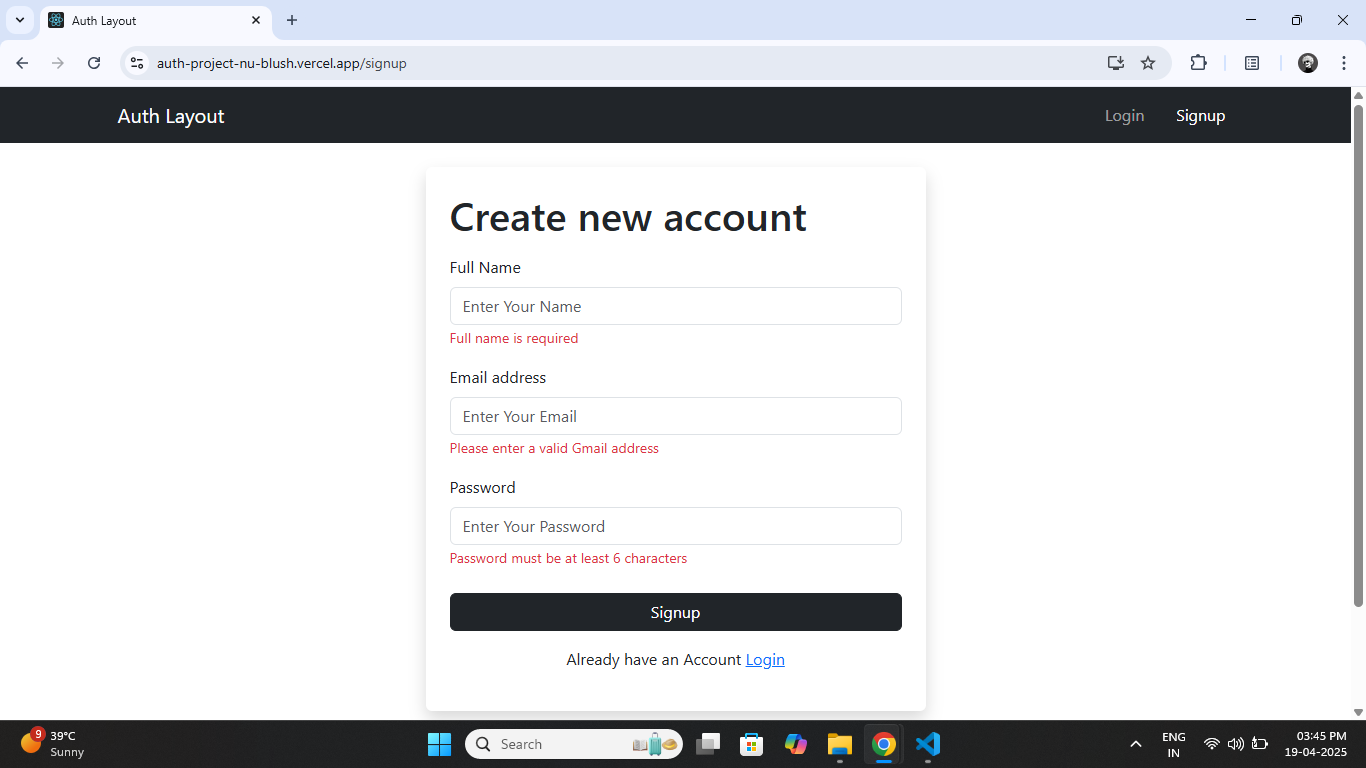 Auth Layout
auth-project-nu-blush.vercel.app/signup
Auth Layout
Login
Signup
Create new account
Full Name
Enter Your Name
Full name is required
Email address
Enter Your Email
Please enter a valid Gmail address
Password
Enter Your Password
Password must be at least 6 characters
Signup
Already have an Account Login
9
39°C
Sunny
Search
ENG
IN
03:45 PM
19-04-2025